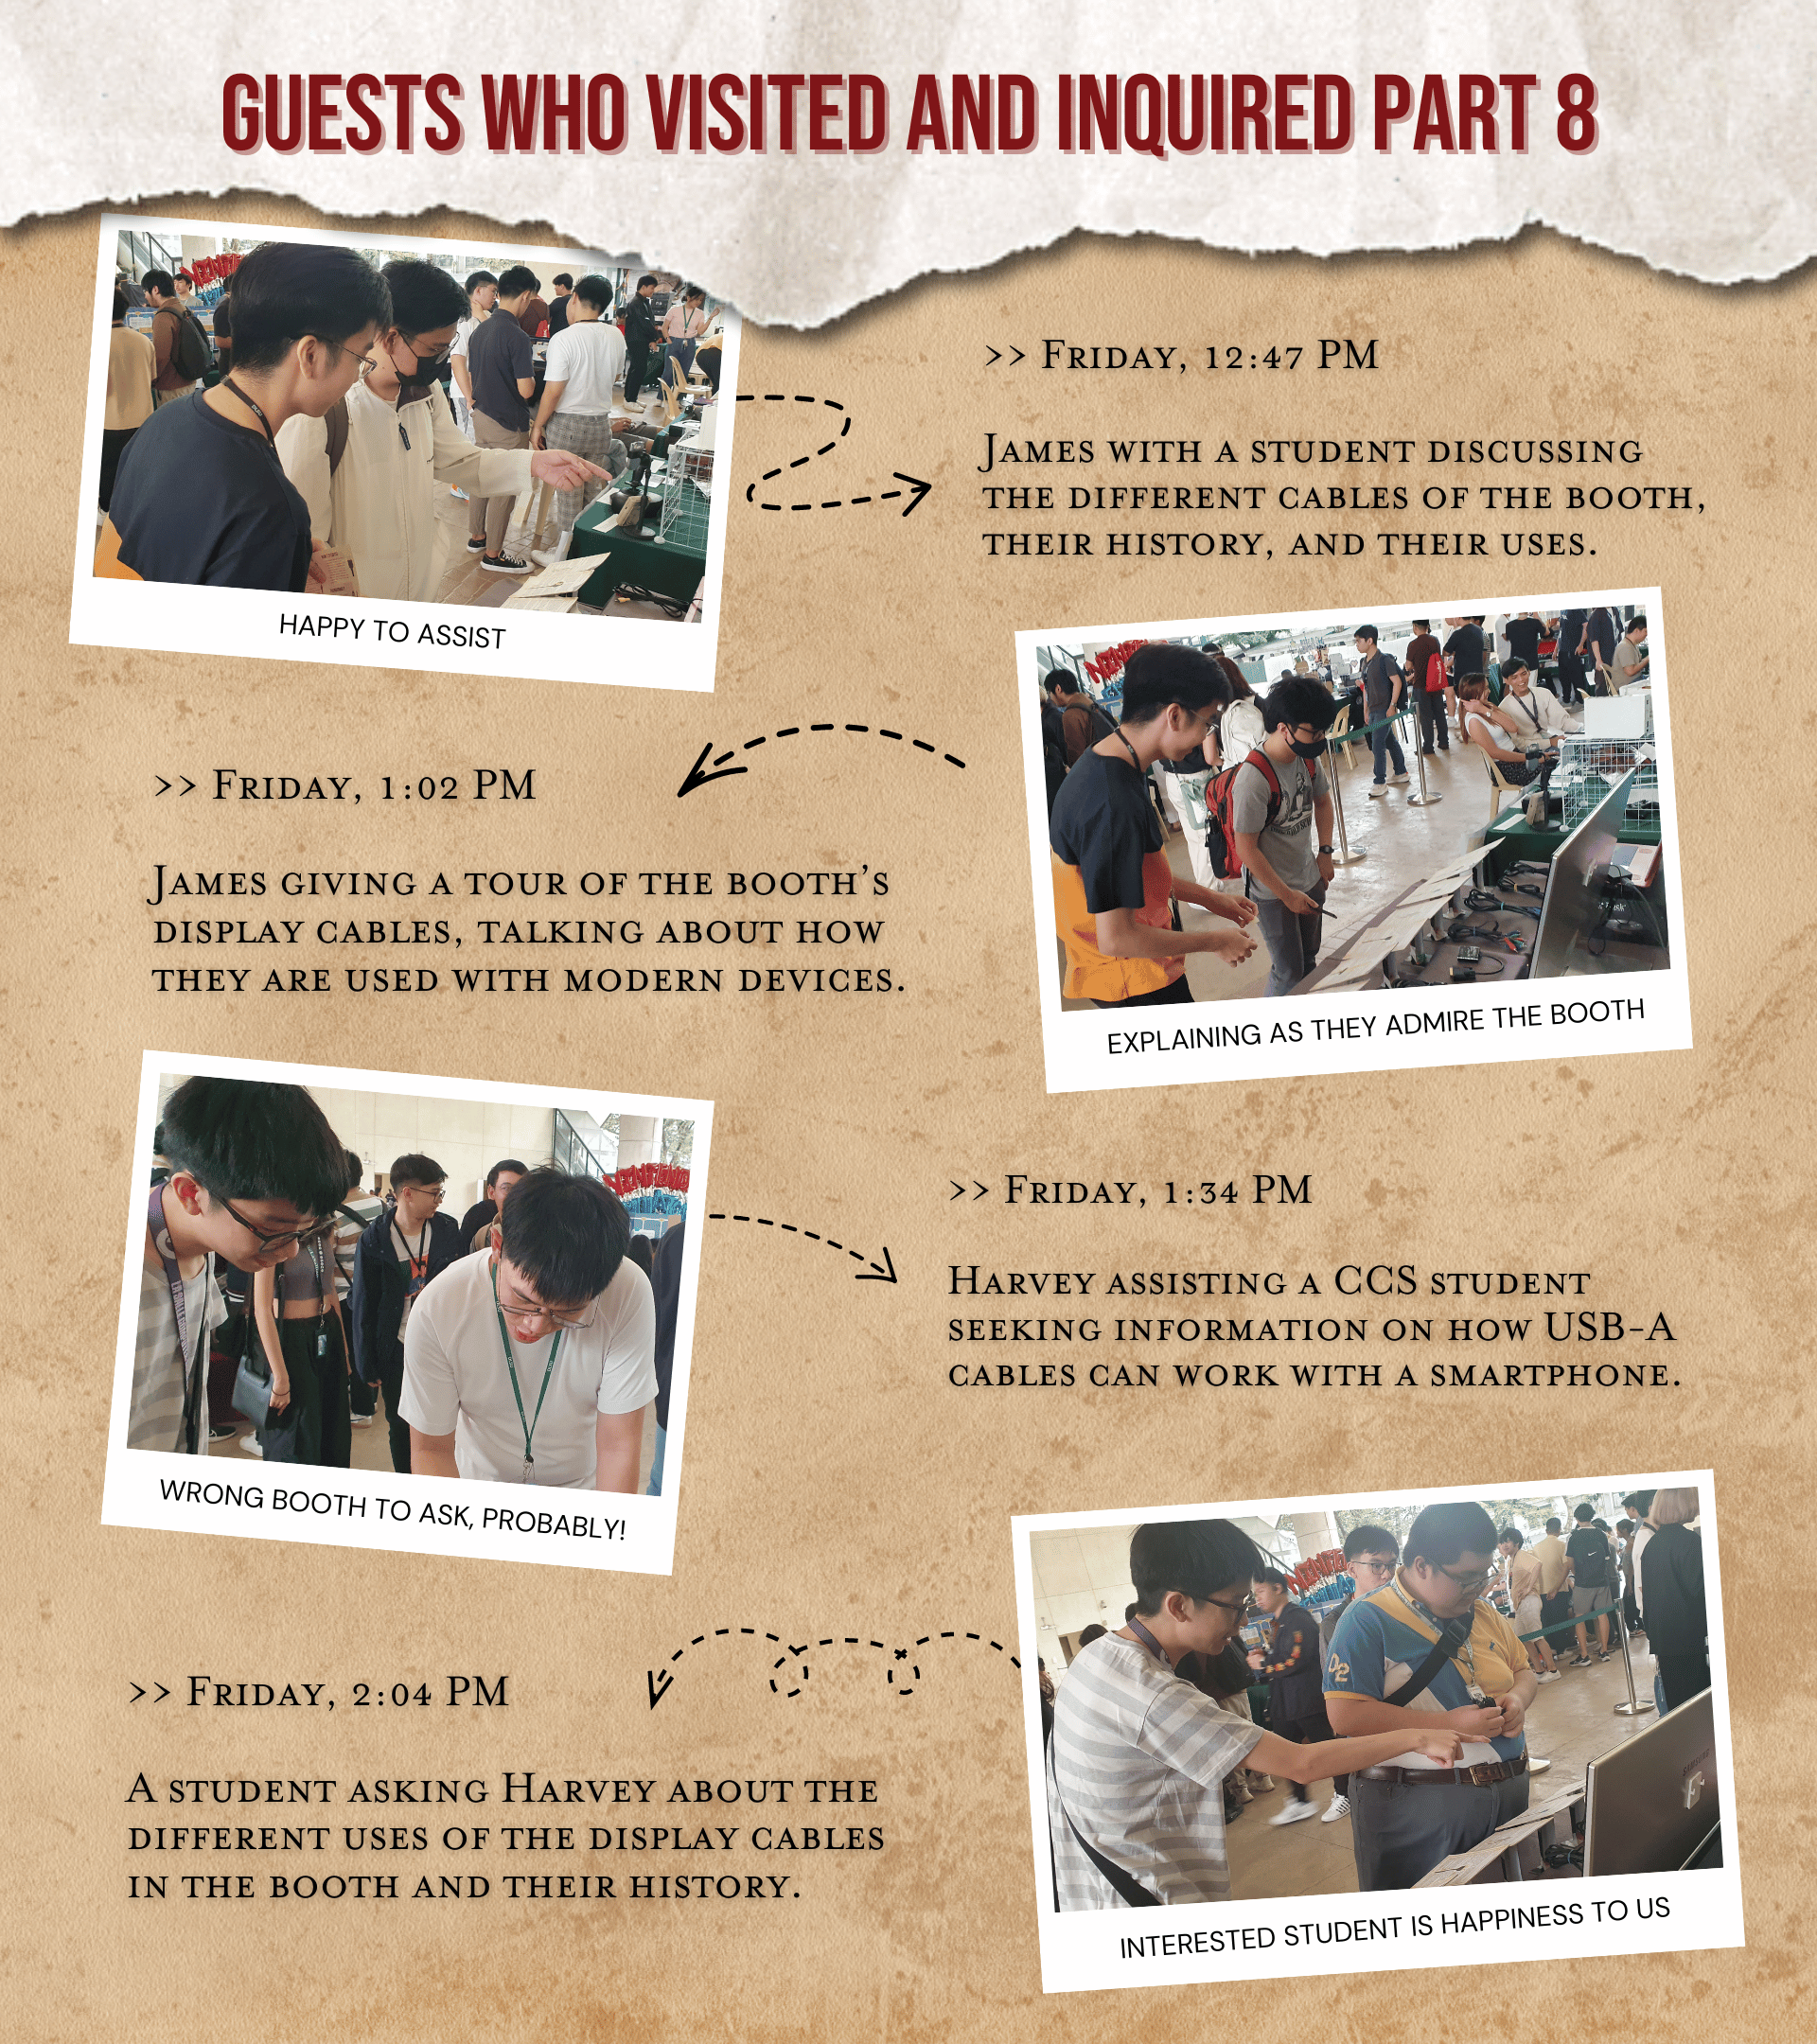 GUESTS WHO VISITED AND INQUIRED PART 8
>> Friday, 12:47 PM
James with a student discussing
the different cables of the booth,
their history, and their uses.
HAPPY TO ASSIST
>> Friday, 1:02 PM
James giving a tour of the booth's
display cables, talking about how
they are used with modern devices.
EXPLAINING AS THEY ADMIRE THE BOOTH
>> Friday, 1:34 PM
Harvey assisting a CCS student
seeking information on how USB-A
cables can work with a smartphone.
WRONG BOOTH TO ASK, PROBABLY!
>> Friday, 2:04 PM
A student asking Harvey about the
different uses of the display cables
in the booth and their history.
INTERESTED STUDENT IS HAPPINESS TO US